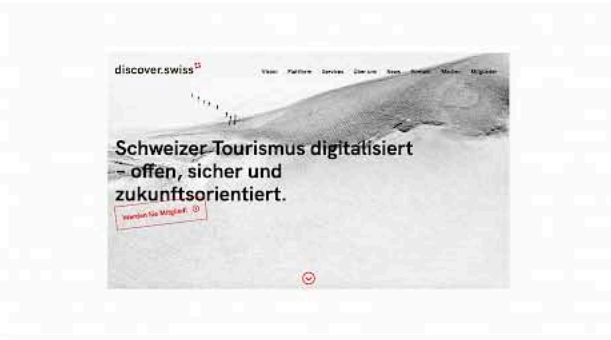 discover.swiss
Vision Plattform Services Über uns News Kontakt Medien Mitglieder
Schweizer Tourismus digitalisiert
– offen, sicher und
zukunftsorientiert.
Werden Sie Mitglied!